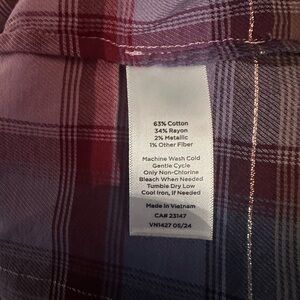 63% Cotton
34% Rayon
2% Metallic
1% Other Fiber
Machine Wash Cold
Gentle Cycle
Only Non-Chlorine
Bleach When Needed
Tumble Dry Low
Cool Iron, if Needed
Made in Vietnam
CA# 23147
VN1427 05/24